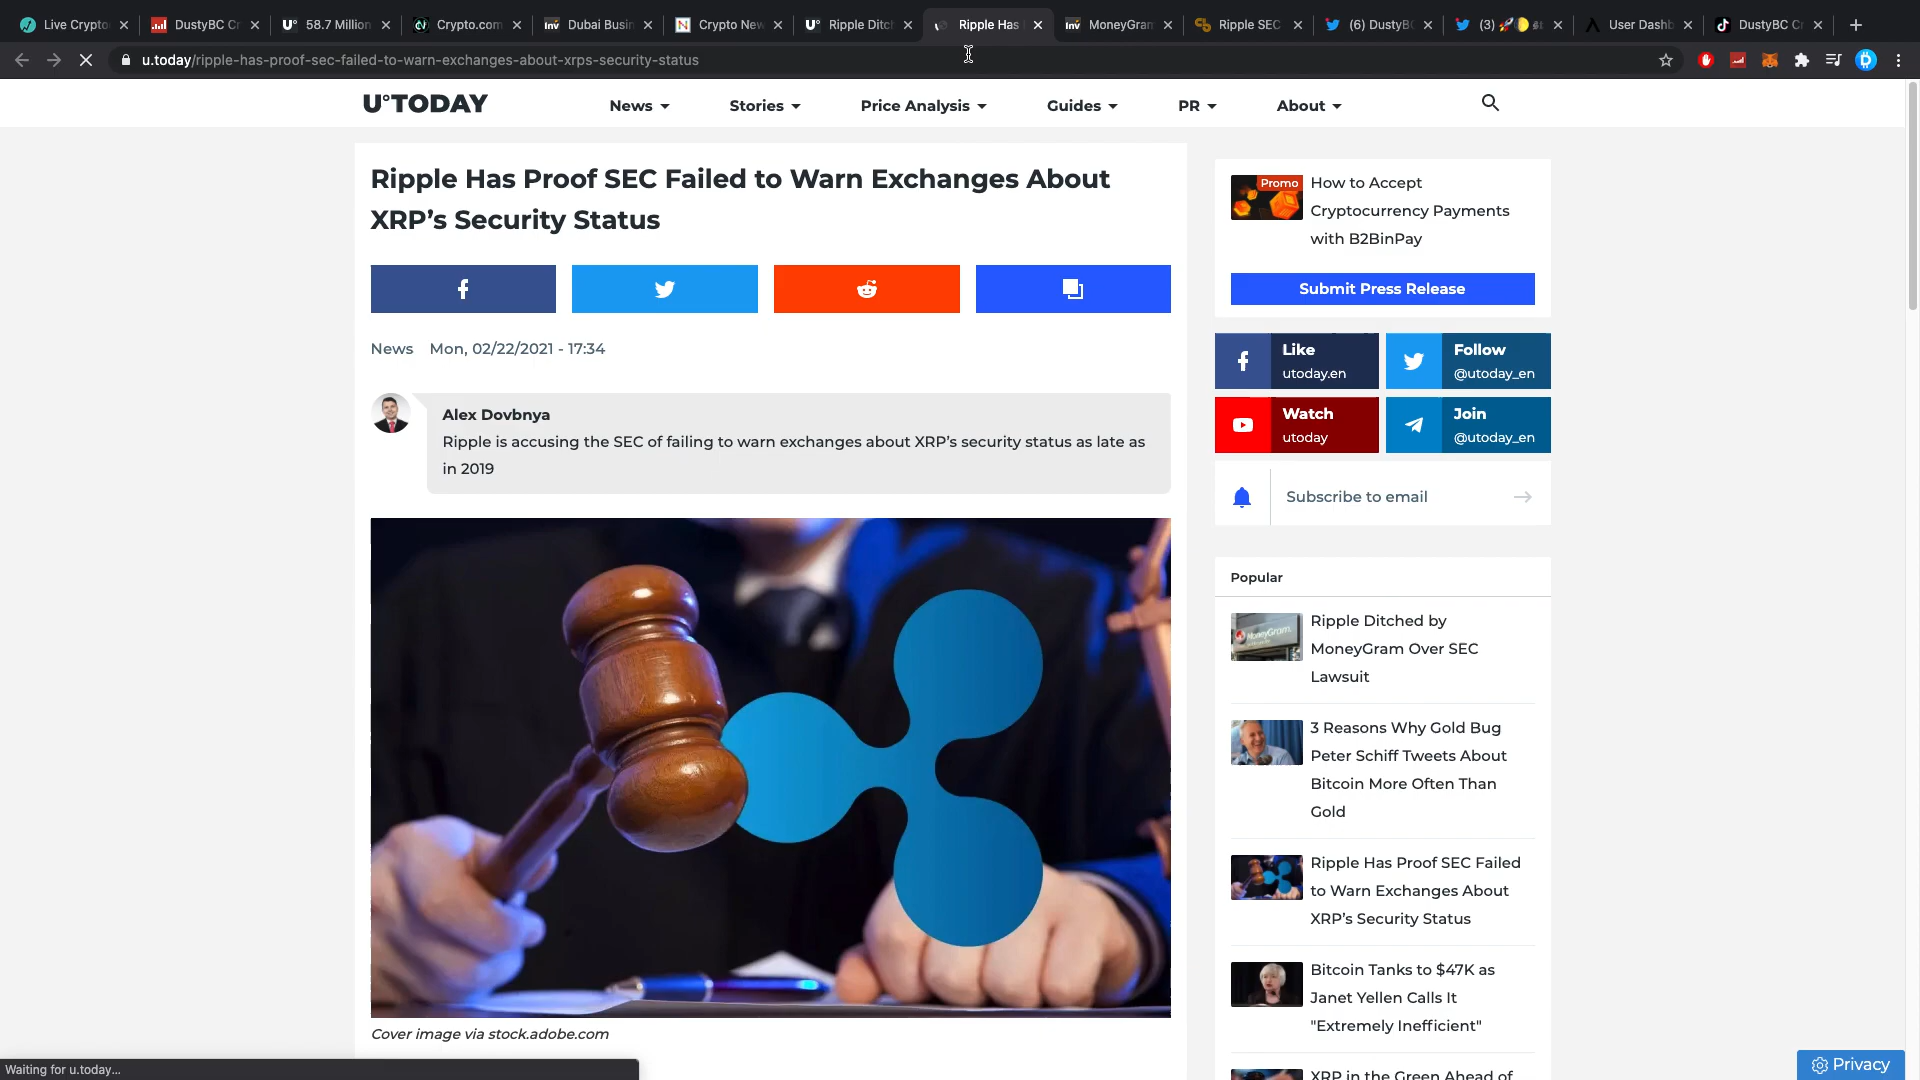 Live Crypto
DustyBC Cr
58.7 Million
Crypto.com
Dubai Busin
Crypto New
Ripple Ditch
Ripple Has
MoneyGram
Ripple SEC
(6) DustyBC
(3) 🚀🌕
User Dashb
DustyBC Cr
u.today/ripple-has-proof-sec-failed-to-warn-exchanges-about-xrps-security-status
U°TODAY
News
Stories
Price Analysis
Guides
PR
About
Ripple Has Proof SEC Failed to Warn Exchanges About
XRP’s Security Status
News Mon, 02/22/2021 - 17:34
Alex Dovbnya
Ripple is accusing the SEC of failing to warn exchanges about XRP’s security status as late as
in 2019
Cover image via stock.adobe.com
Promo
How to Accept
Cryptocurrency Payments
with B2BinPay
Submit Press Release
Like
utoday.en
Follow
@utoday_en
Watch
utoday
Join
@utoday_en
Subscribe to email
Popular
MoneyGram
Ripple Ditched by
MoneyGram Over SEC
Lawsuit
3 Reasons Why Gold Bug
Peter Schiff Tweets About
Bitcoin More Often Than
Gold
Ripple Has Proof SEC Failed
to Warn Exchanges About
XRP’s Security Status
Bitcoin Tanks to $47K as
Janet Yellen Calls It
"Extremely Inefficient"
XRP in the Green Ahead of
Waiting for u.today...
Privacy